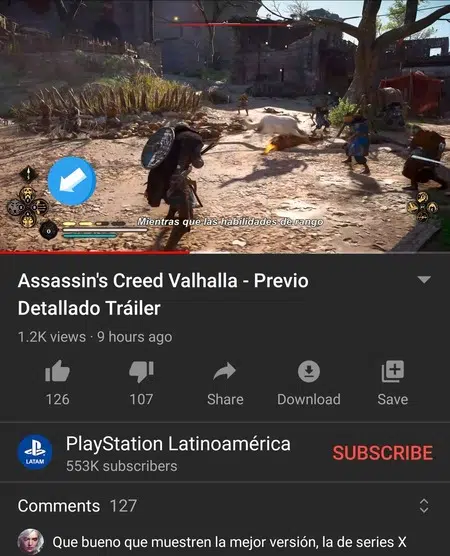 Mientras que las habilidades de rango
Assassin's Creed Valhalla - Previo
Detallado Tráiler
1.2K views · 9 hours ago
126
107
Share
Download
Save
PlayStation Latinoamérica
LATAM
553K subscribers
SUBSCRIBE
Comments 127
Que bueno que muestren la mejor versión, la de series X